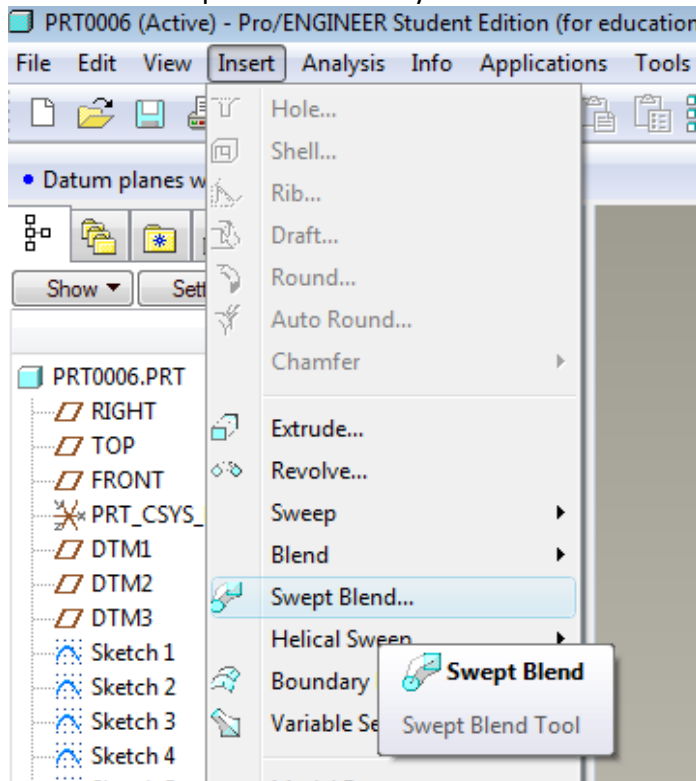 PRT0006 (Active) - Pro/ENGINEER Student Edition (for education
File Edit View Insert Analysis Info Applications Tools
Datum planes w
Show Sett
PRT0006.PRT
RIGHT
TOP
FRONT
PRT_CSYS_
DTM1
DTM2
DTM3
Sketch 1
Sketch 2
Sketch 3
Sketch 4
Hole...
Shell...
Rib...
Draft...
Round...
Auto Round...
Chamfer
Extrude...
Revolve...
Sweep
Blend
Swept Blend...
Helical Sweep
Boundary
Variable Se
Swept Blend
Swept Blend Tool